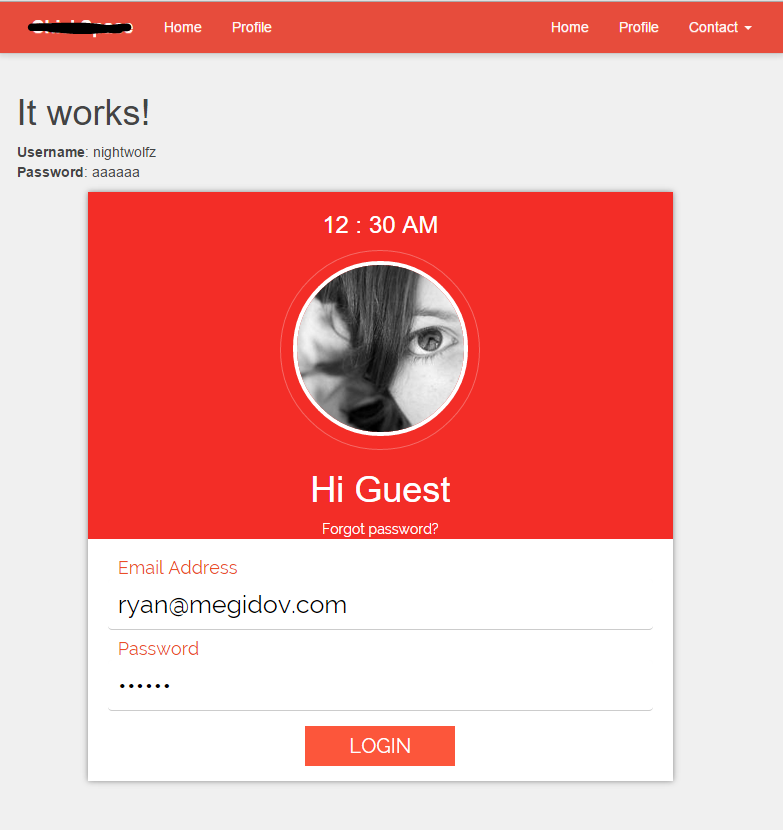 Home Profile Home Profile Contact
It works!
Username: nightwolfz
Password: aaaaaa
12 : 30 AM
Hi Guest
Forgot password?
Email Address
ryan@megidov.com
Password
••••••
LOGIN